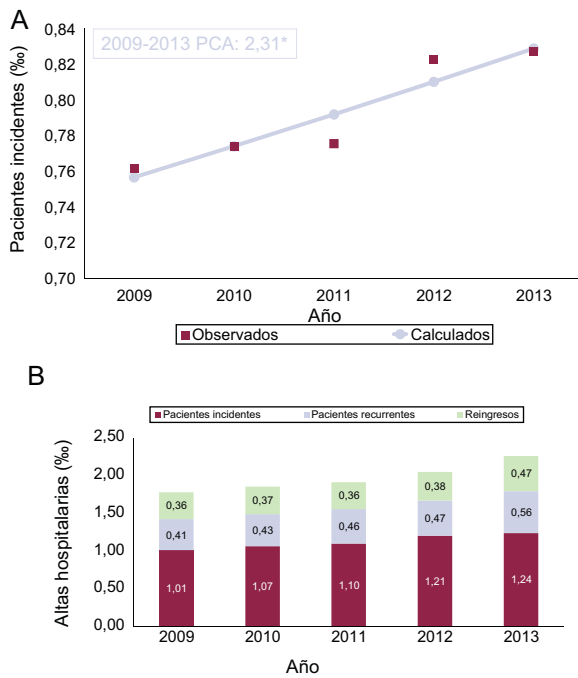 A
2009-2013 PCA: 2,31*
Pacientes incidentes (‰)
0,84
0,82
0,80
0,78
0,76
0,74
0,72
0,70
2009 2010 2011 2012 2013
Año
Observados Calculados
B
Pacientes incidentes Pacientes recurrentes Reingresos
Altas hospitalarias (‰)
2,50
2,00
1,50
1,00
0,50
0,00
0,36 0,37 0,36 0,38 0,47
0,41 0,43 0,46 0,47 0,56
1,01 1,07 1,10 1,21 1,24
2009 2010 2011 2012 2013
Año